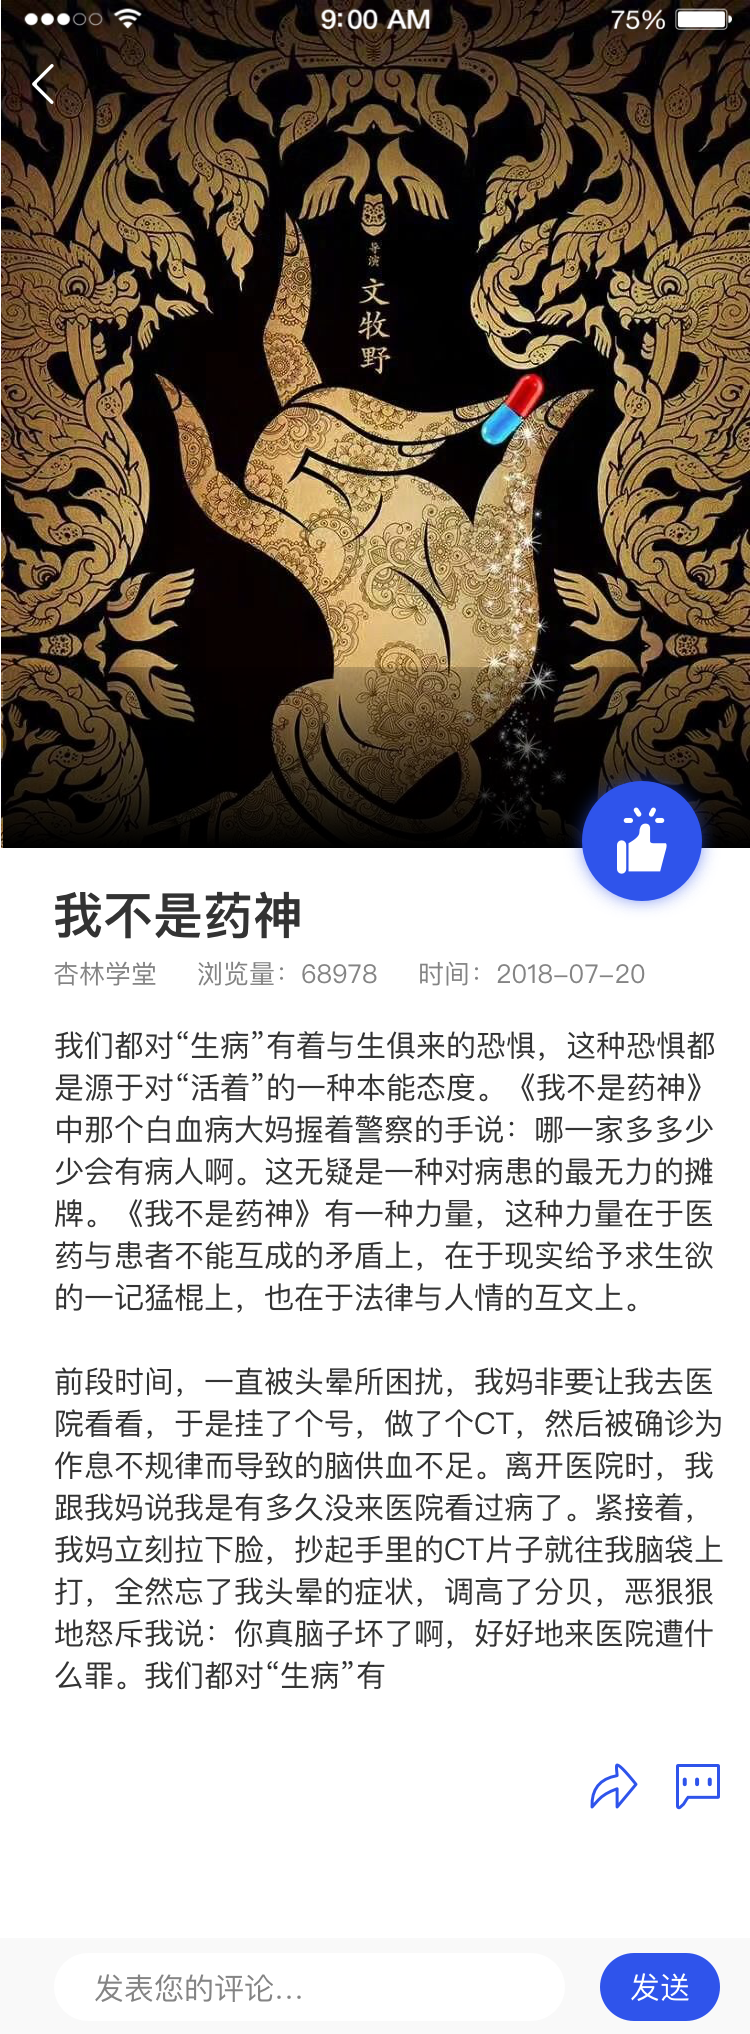 9:00 AM
75%
导演
文牧野
我不是药神
杏林学堂 浏览量：68978 时间：2018-07-20
我们都对“生病”有着与生俱来的恐惧，这种恐惧都
是源于对“活着”的一种本能态度。《我不是药神》
中那个白血病大妈握着警察的手说：哪一家多多少
少会有病人啊。这无疑是一种对病患的最无力的摊
牌。《我不是药神》有一种力量，这种力量在于医
药与患者不能互成的矛盾上，在于现实给予求生欲
的一记猛棍上，也在于法律与人情的互文上。
前段时间，一直被头晕所困扰，我妈非要让我去医
院看看，于是挂了个号，做了个CT，然后被确诊为
作息不规律而导致的脑供血不足。离开医院时，我
跟我妈说我是有多久没来医院看过病了。紧接着，
我妈立刻拉下脸，抄起手里的CT片子就往我脑袋上
打，全然忘了我头晕的症状，调高了分贝，恶狠狠
地怒斥我说：你真脑子坏了啊，好好地来医院遭什
么罪。我们都对“生病”有
发表您的评论...
发送